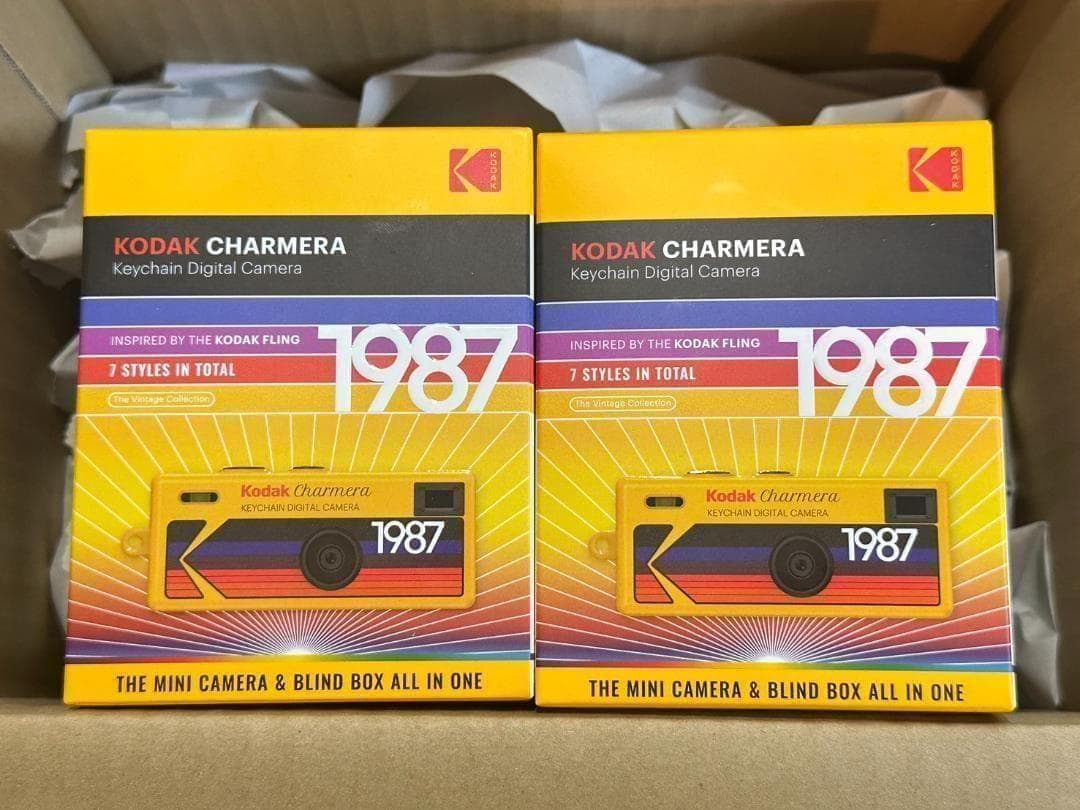 KODAK
KODAK CHARMERA
Keychain Digital Camera
INSPIRED BY THE KODAK FLING
1987
7 STYLES IN TOTAL
The Vintage Collection
Kodak Charmera
KEYCHAIN DIGITAL CAMERA
1987
THE MINI CAMERA & BLIND BOX ALL IN ONE
KODAK
KODAK CHARMERA
Keychain Digital Camera
INSPIRED BY THE KODAK FLING
1987
7 STYLES IN TOTAL
The Vintage Collection
Kodak Charmera
KEYCHAIN DIGITAL CAMERA
1987
THE MINI CAMERA & BLIND BOX ALL IN ONE